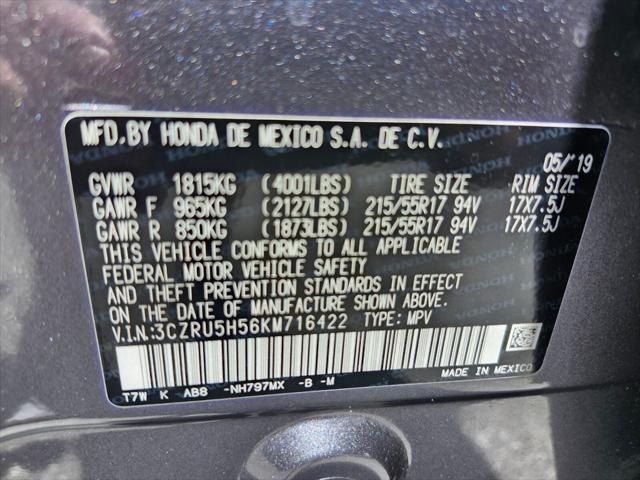 MFD.BY HONDA DE MEXICO S.A. DE C.V.
05/'19
GVWR 1815KG (4001LBS) TIRE SIZE RIM SIZE
GAWR F 965KG (2127LBS) 215/55R17 94V 17X7.5J
GAWR R 850KG (1873LBS) 215/55R17 94V 17X7.5J
THIS VEHICLE CONFORMS TO ALL APPLICABLE
FEDERAL MOTOR VEHICLE SAFETY
AND THEFT PREVENTION STANDARDS IN EFFECT
ON THE DATE OF MANUFACTURE SHOWN ABOVE.
V.I.N:3CZRU5H56KM716422 TYPE: MPV
MADE IN MEXICO
T7W K AB8 -NH797MX -B -M